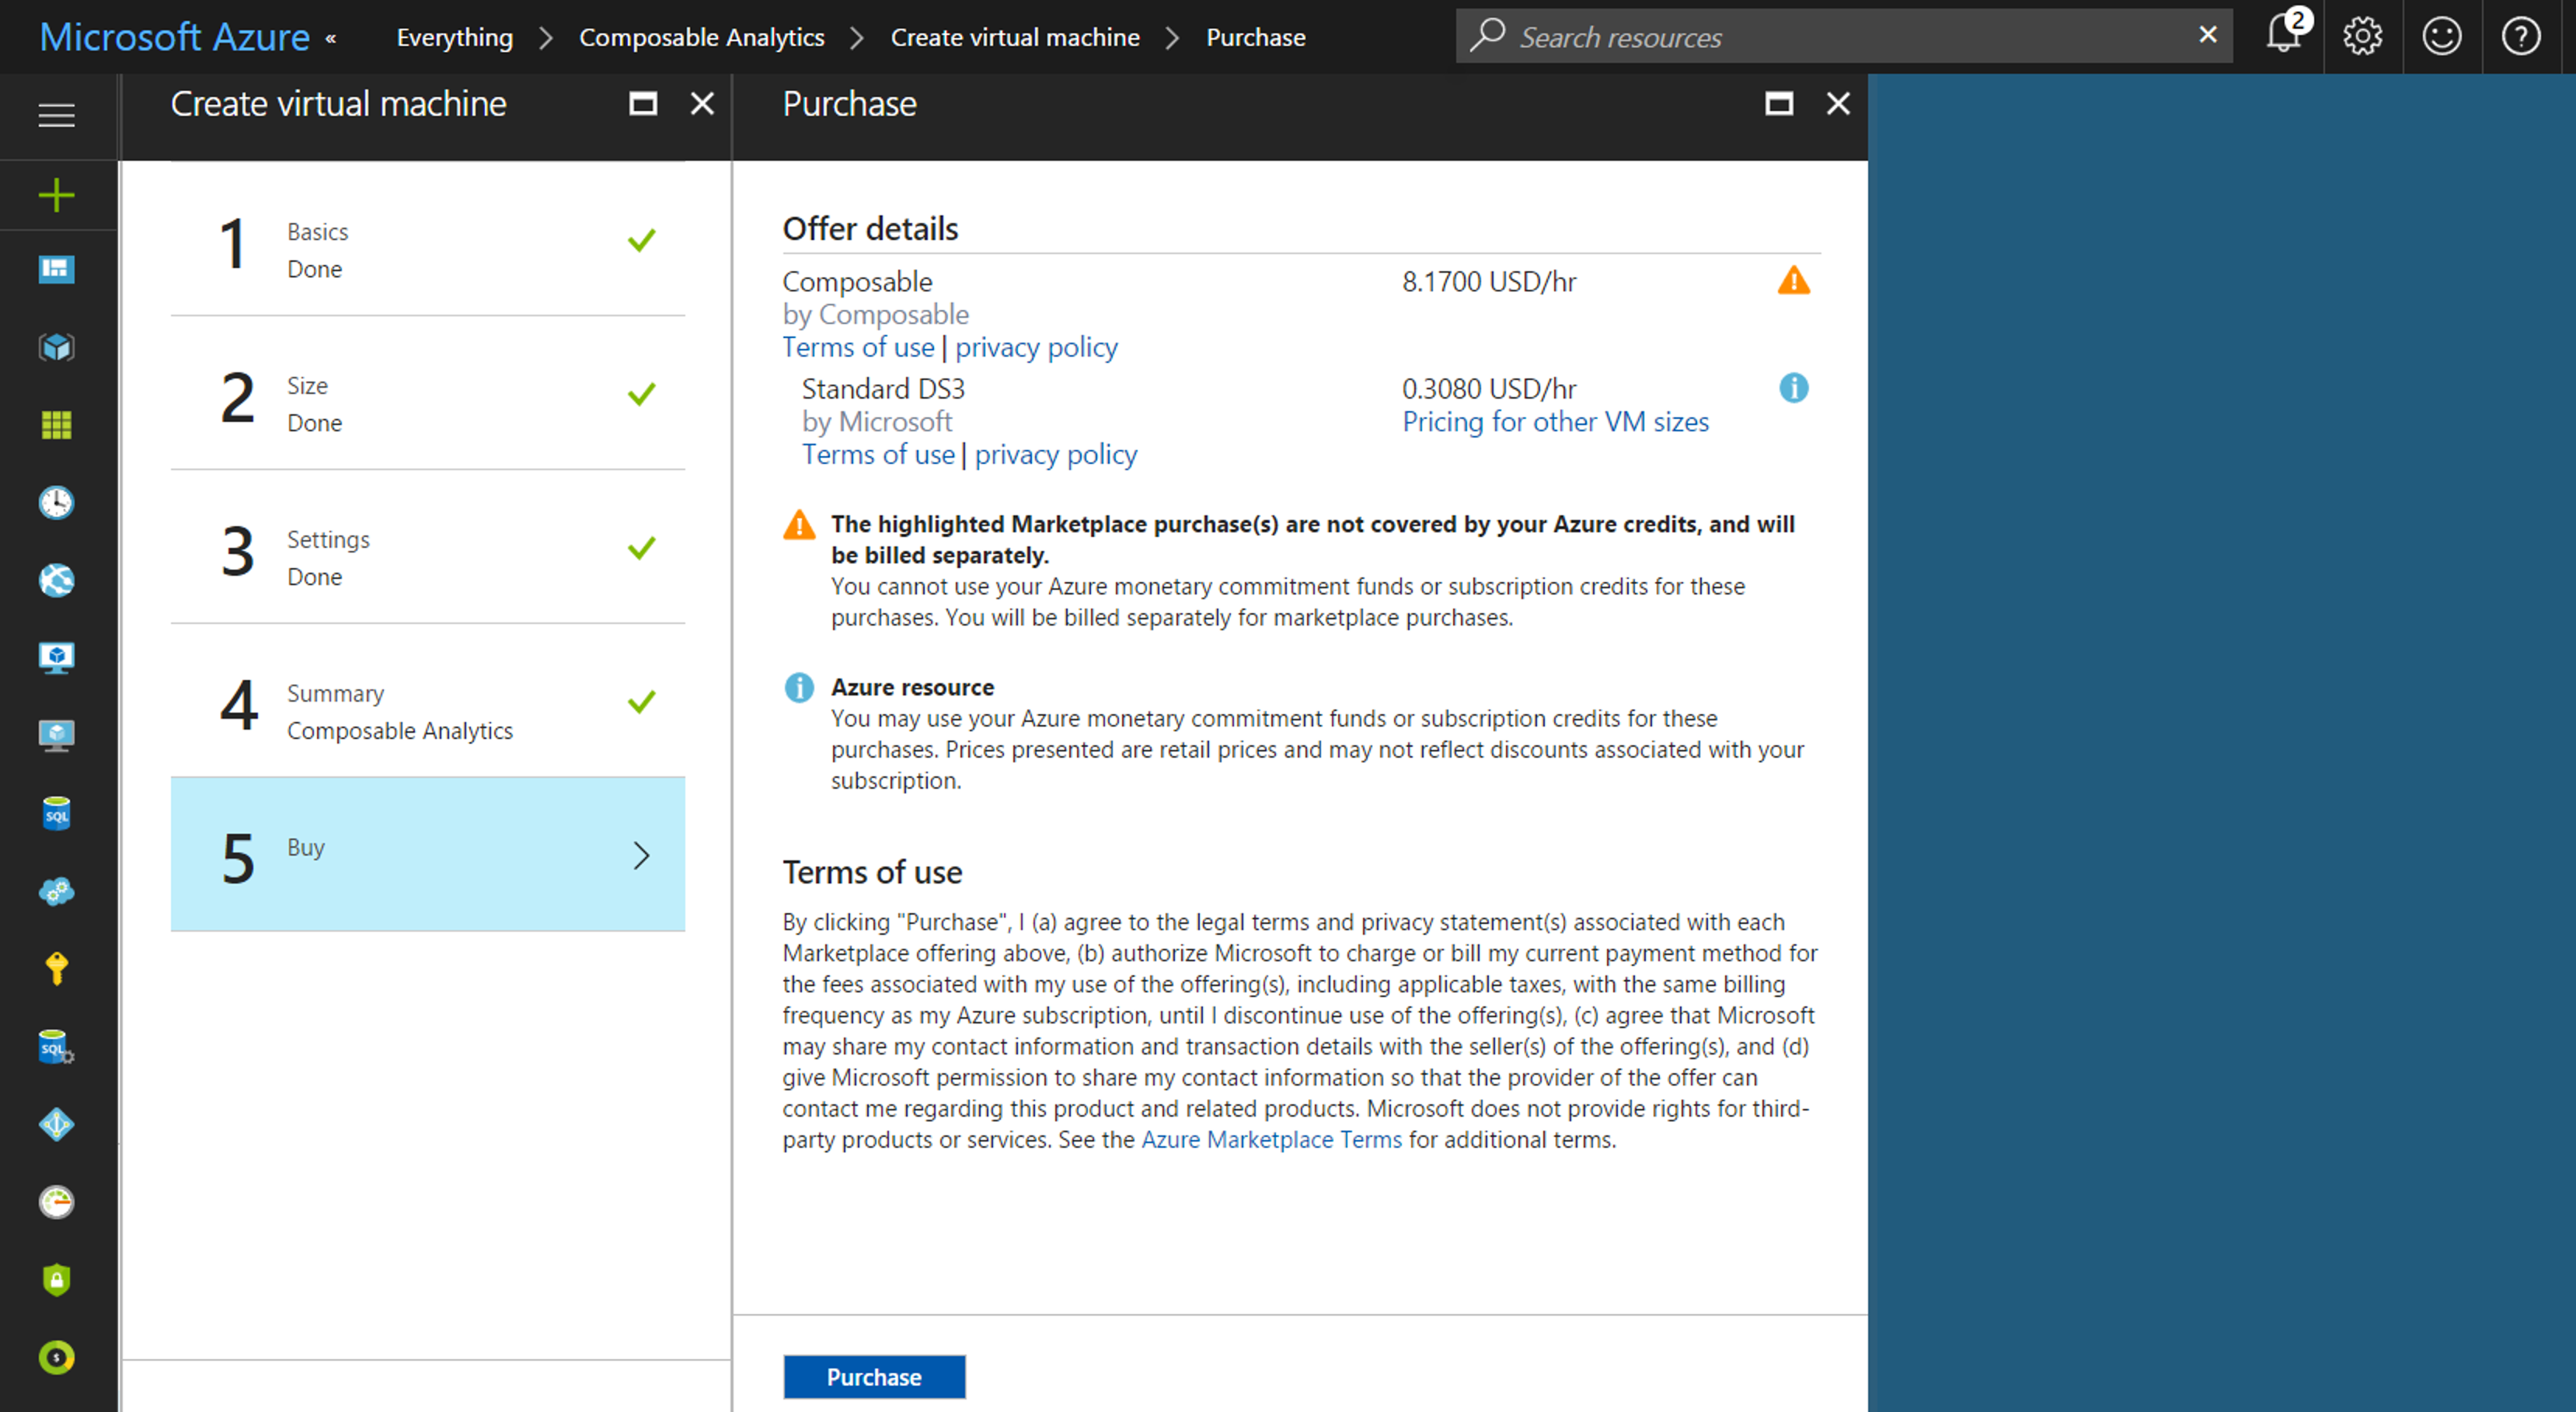 Microsoft Azure « Everything > Composable Analytics > Create virtual machine > Purchase
Search resources
2
Create virtual machine
1 Basics
Done
2 Size
Done
3 Settings
Done
4 Summary
Composable Analytics
5 Buy
Purchase
Offer details
Composable 8.1700 USD/hr
by Composable
Terms of use | privacy policy
Standard DS3 0.3080 USD/hr
by Microsoft Pricing for other VM sizes
Terms of use | privacy policy
The highlighted Marketplace purchase(s) are not covered by your Azure credits, and will
be billed separately.
You cannot use your Azure monetary commitment funds or subscription credits for these
purchases. You will be billed separately for marketplace purchases.
Azure resource
You may use your Azure monetary commitment funds or subscription credits for these
purchases. Prices presented are retail prices and may not reflect discounts associated with your
subscription.
Terms of use
By clicking "Purchase", I (a) agree to the legal terms and privacy statement(s) associated with each
Marketplace offering above, (b) authorize Microsoft to charge or bill my current payment method for
the fees associated with my use of the offering(s), including applicable taxes, with the same billing
frequency as my Azure subscription, until I discontinue use of the offering(s), (c) agree that Microsoft
may share my contact information and transaction details with the seller(s) of the offering(s), and (d)
give Microsoft permission to share my contact information so that the provider of the offer can
contact me regarding this product and related products. Microsoft does not provide rights for third-
party products or services. See the Azure Marketplace Terms for additional terms.
Purchase
SQL
SQL